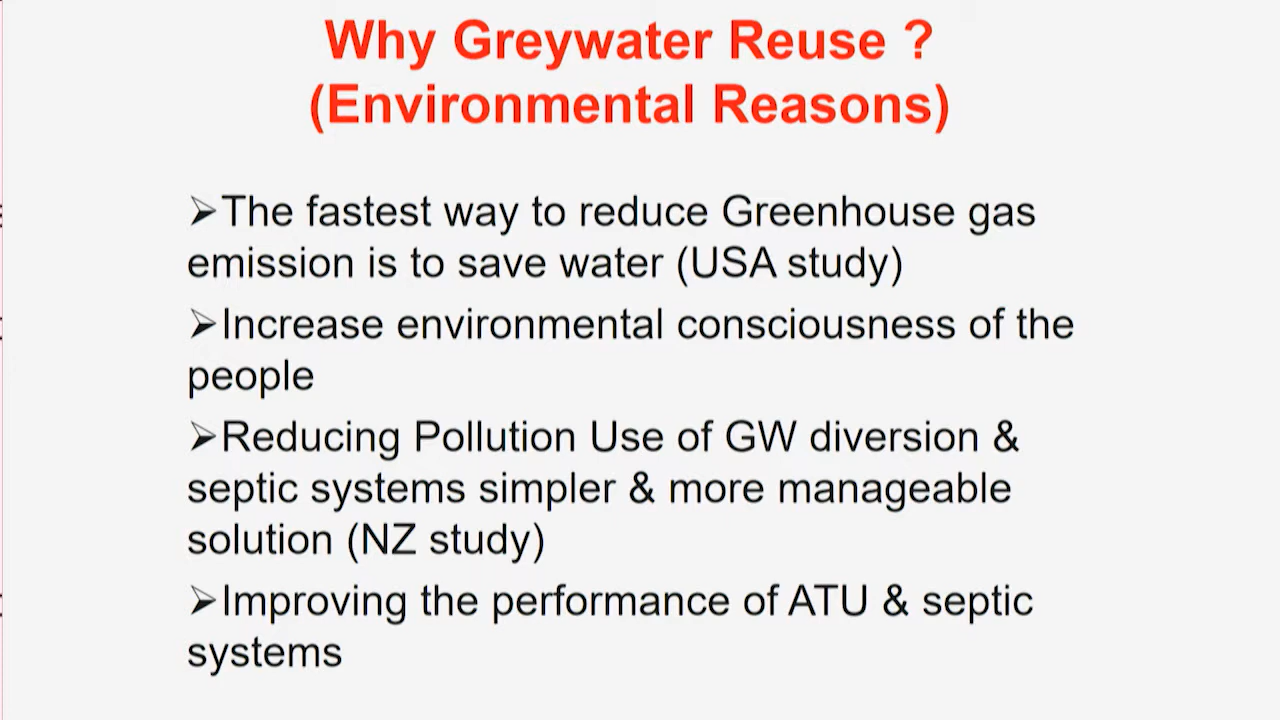 Why Greywater Reuse ?
(Environmental Reasons)
➢The fastest way to reduce Greenhouse gas
emission is to save water (USA study)
➢Increase environmental consciousness of the
people
➢Reducing Pollution Use of GW diversion &
septic systems simpler & more manageable
solution (NZ study)
➢Improving the performance of ATU & septic
systems